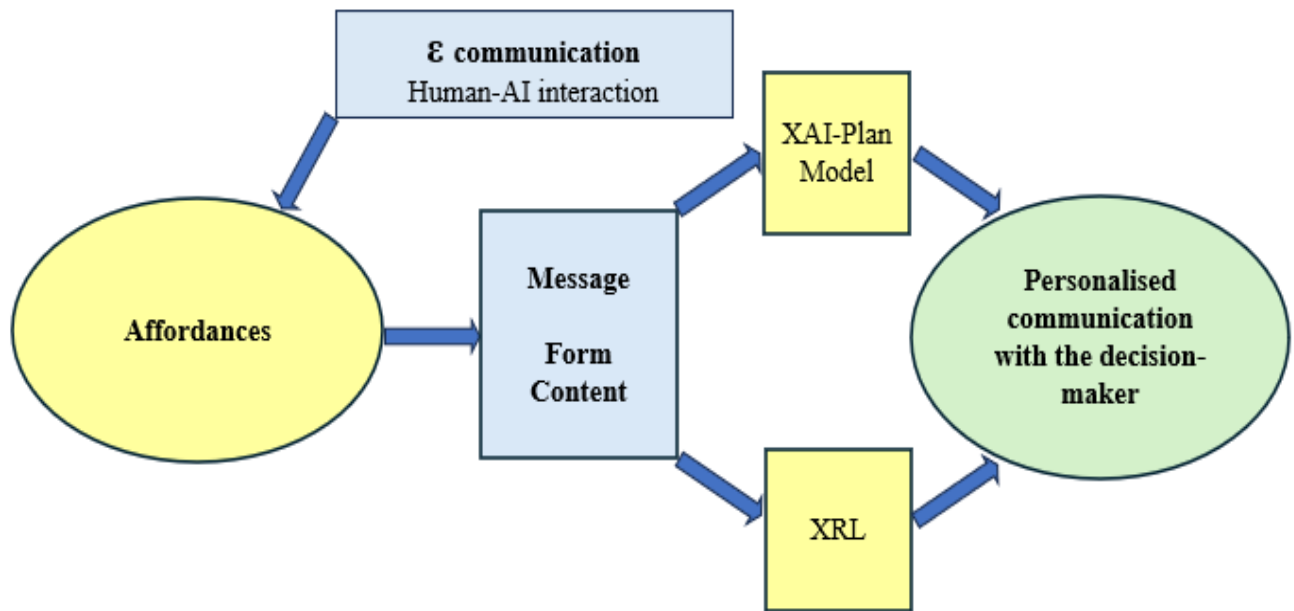 ε communication
Human-AI interaction
XAI-Plan
Model
Affordances
Message
Form
Content
Personalised
communication
with the decision-
maker
XRL